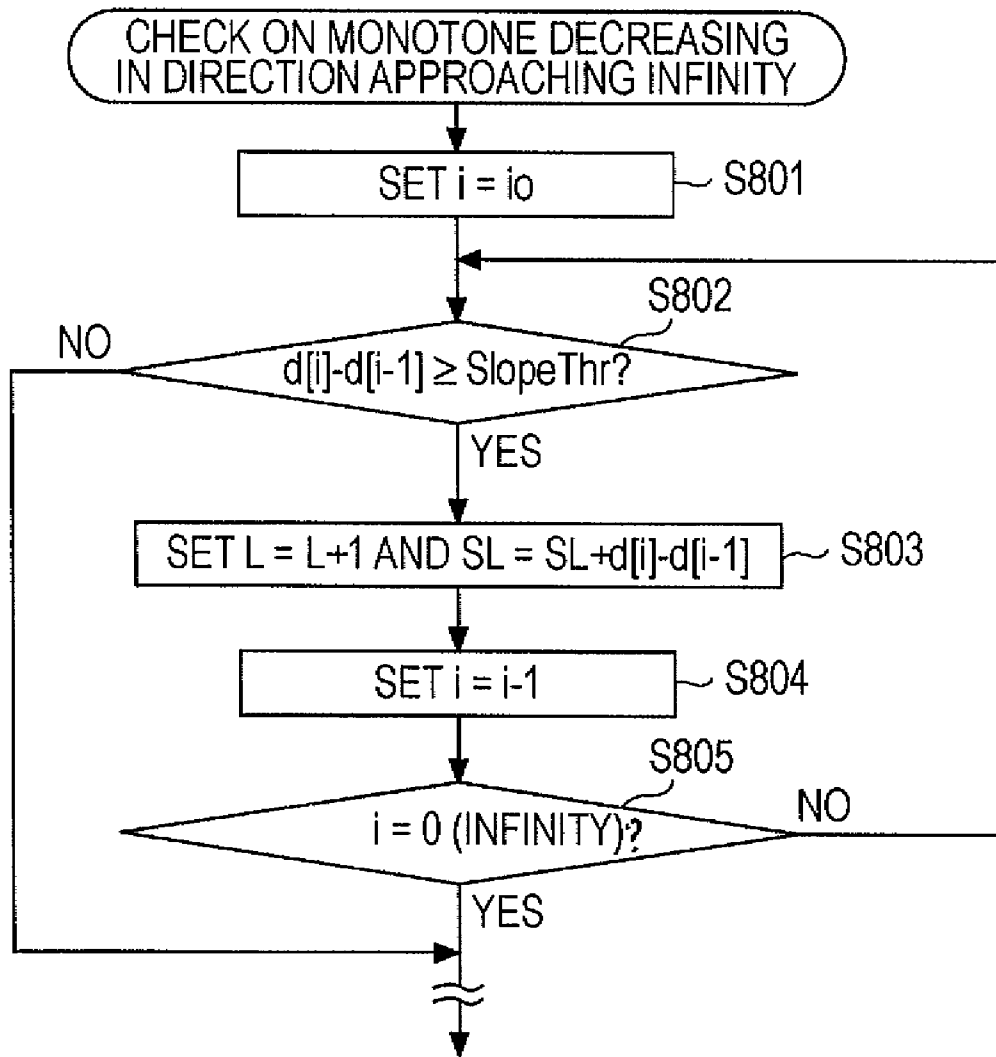 CHECK ON MONOTONE DECREASING
IN DIRECTION APPROACHING INFINITY
SET i = io
S801
S802
NO
d[i]-d[i-1] ≥ SlopeThr?
YES
SET L = L+1 AND SL = SL+d[i]-d[i-1]
S803
SET i = i-1
S804
S805
i = 0 (INFINITY)?
NO
YES